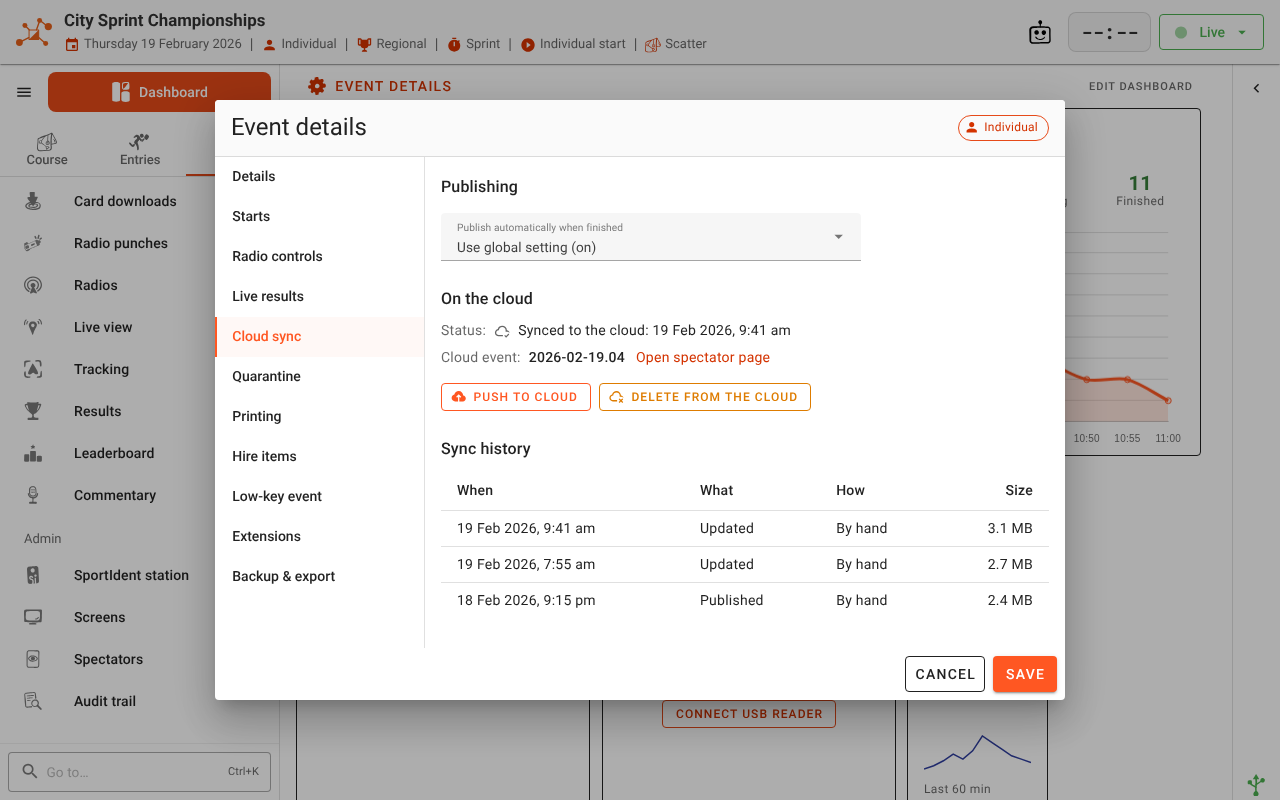 City Sprint Championships
Thursday 19 February 2026 | Individual | Regional | Sprint | Individual start | Scatter
--:--
Live
Dashboard
EVENT DETAILS
EDIT DASHBOARD
Course
Entries
Card downloads
Radio punches
Radios
Live view
Tracking
Results
Leaderboard
Commentary
Admin
SportIdent station
Screens
Spectators
Audit trail
Go to...
Ctrl+K
Event details
Individual
Details
Starts
Radio controls
Live results
Cloud sync
Quarantine
Printing
Hire items
Low-key event
Extensions
Backup & export
Publishing
Publish automatically when finished
Use global setting (on)
On the cloud
Status: Synced to the cloud: 19 Feb 2026, 9:41 am
Cloud event: 2026-02-19.04 Open spectator page
PUSH TO CLOUD
DELETE FROM THE CLOUD
Sync history
When What How Size
19 Feb 2026, 9:41 am Updated By hand 3.1 MB
19 Feb 2026, 7:55 am Updated By hand 2.7 MB
18 Feb 2026, 9:15 pm Published By hand 2.4 MB
CANCEL
SAVE
11
Finished
10:50 10:55 11:00
CONNECT USB READER
Last 60 min